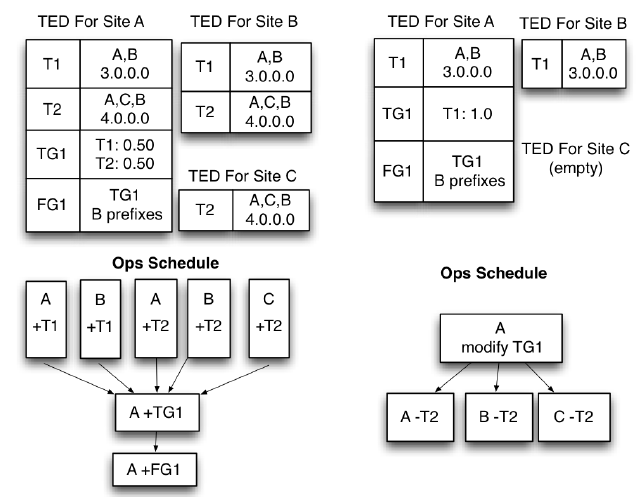 TED For Site A
T1
A,B
3.0.0.0
T2
A,C,B
4.0.0.0
TG1
T1: 0.50
T2: 0.50
FG1
TG1
B prefixes
TED For Site B
T1
A,B
3.0.0.0
T2
A,C,B
4.0.0.0
TED For Site C
T2
A,C,B
4.0.0.0
Ops Schedule
A
+T1
B
+T1
A
+T2
B
+T2
C
+T2
A +TG1
A +FG1
TED For Site A
T1
A,B
3.0.0.0
TG1
T1: 1.0
FG1
TG1
B prefixes
TED For Site B
T1
A,B
3.0.0.0
TED For Site C
(empty)
Ops Schedule
A
modify TG1
A -T2
B -T2
C -T2